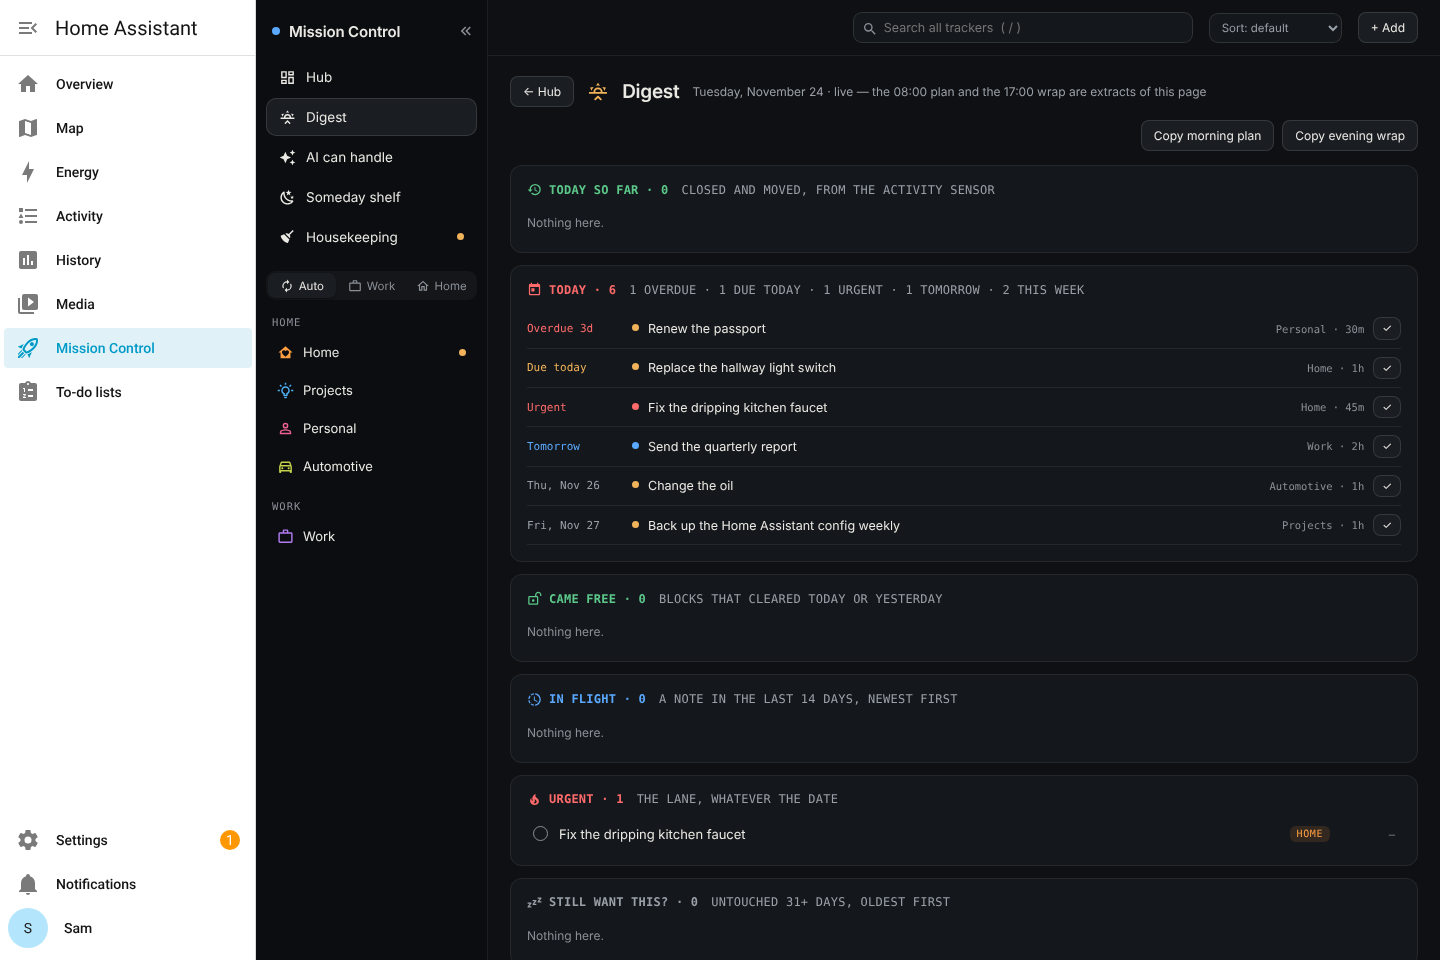 Home Assistant
Overview
Map
Energy
Activity
History
Media
Mission Control
To-do lists
Settings
1
Notifications
S
Sam
Mission Control
Hub
Digest
AI can handle
Someday shelf
Housekeeping
Auto
Work
Home
HOME
Home
Projects
Personal
Automotive
WORK
Work
Search all trackers ( / )
Sort: default
+ Add
← Hub
Digest
Tuesday, November 24 · live — the 08:00 plan and the 17:00 wrap are extracts of this page
Copy morning plan
Copy evening wrap
TODAY SO FAR · 0 CLOSED AND MOVED, FROM THE ACTIVITY SENSOR
Nothing here.
TODAY · 6 1 OVERDUE · 1 DUE TODAY · 1 URGENT · 1 TOMORROW · 2 THIS WEEK
Overdue 3d Renew the passport Personal · 30m
Due today Replace the hallway light switch Home · 1h
Urgent Fix the dripping kitchen faucet Home · 45m
Tomorrow Send the quarterly report Work · 2h
Thu, Nov 26 Change the oil Automotive · 1h
Fri, Nov 27 Back up the Home Assistant config weekly Projects · 1h
CAME FREE · 0 BLOCKS THAT CLEARED TODAY OR YESTERDAY
Nothing here.
IN FLIGHT · 0 A NOTE IN THE LAST 14 DAYS, NEWEST FIRST
Nothing here.
URGENT · 1 THE LANE, WHATEVER THE DATE
Fix the dripping kitchen faucet HOME –
STILL WANT THIS? · 0 UNTOUCHED 31+ DAYS, OLDEST FIRST
Nothing here.